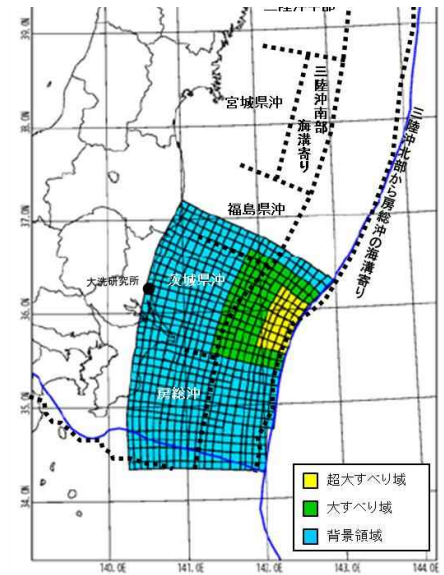 三陸沖中部
39.0N
宮城県沖
三陸沖南部
海溝寄り
38.0N
三陸沖北部から房総沖の海溝寄り
37.0N
福島県沖
大洗研究所
茨城県沖
36.0N
房総沖
35.0N
34.0N
超大すべり域
大すべり域
背景領域
140.0E
141.0E
142.0E
143.0E
144.0E